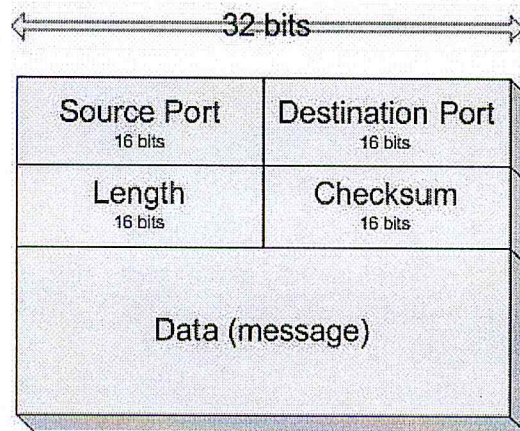 32 bits
Source Port
16 bits
Destination Port
16 bits
Length
16 bits
Checksum
16 bits
Data (message)